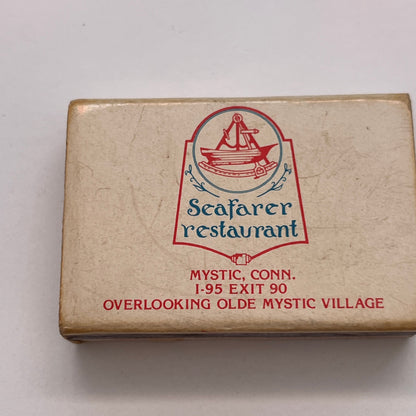 Seafarer
restaurant
MYSTIC, CONN.
I-95 EXIT 90
OVERLOOKING OLDE MYSTIC VILLAGE